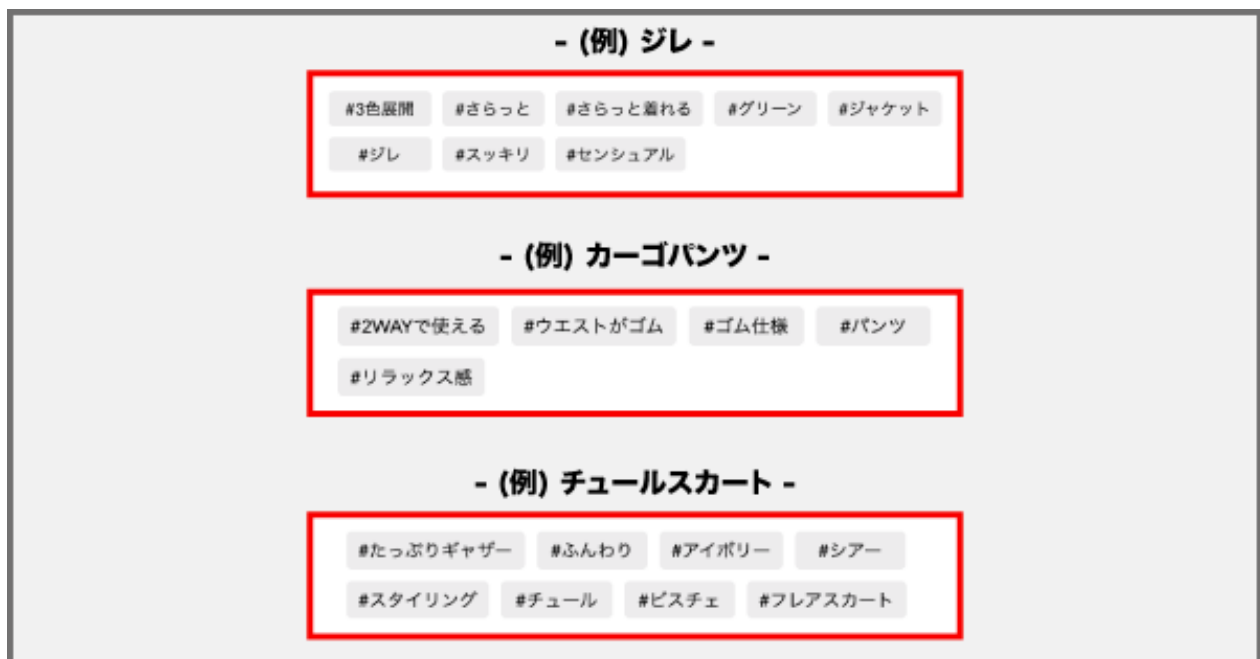 - (例) ジレ -
#3色展開 #さらっと #さらっと着れる #グリーン #ジャケット
#ジレ #スッキリ #センシュアル
- (例) カーゴパンツ -
#2WAYで使える #ウエストがゴム #ゴム仕様 #パンツ
#リラックス感
- (例) チュールスカート -
#たっぷりギャザー #ふんわり #アイボリー #シアー
#スタイリング #チュール #ビスチェ #フレアスカート